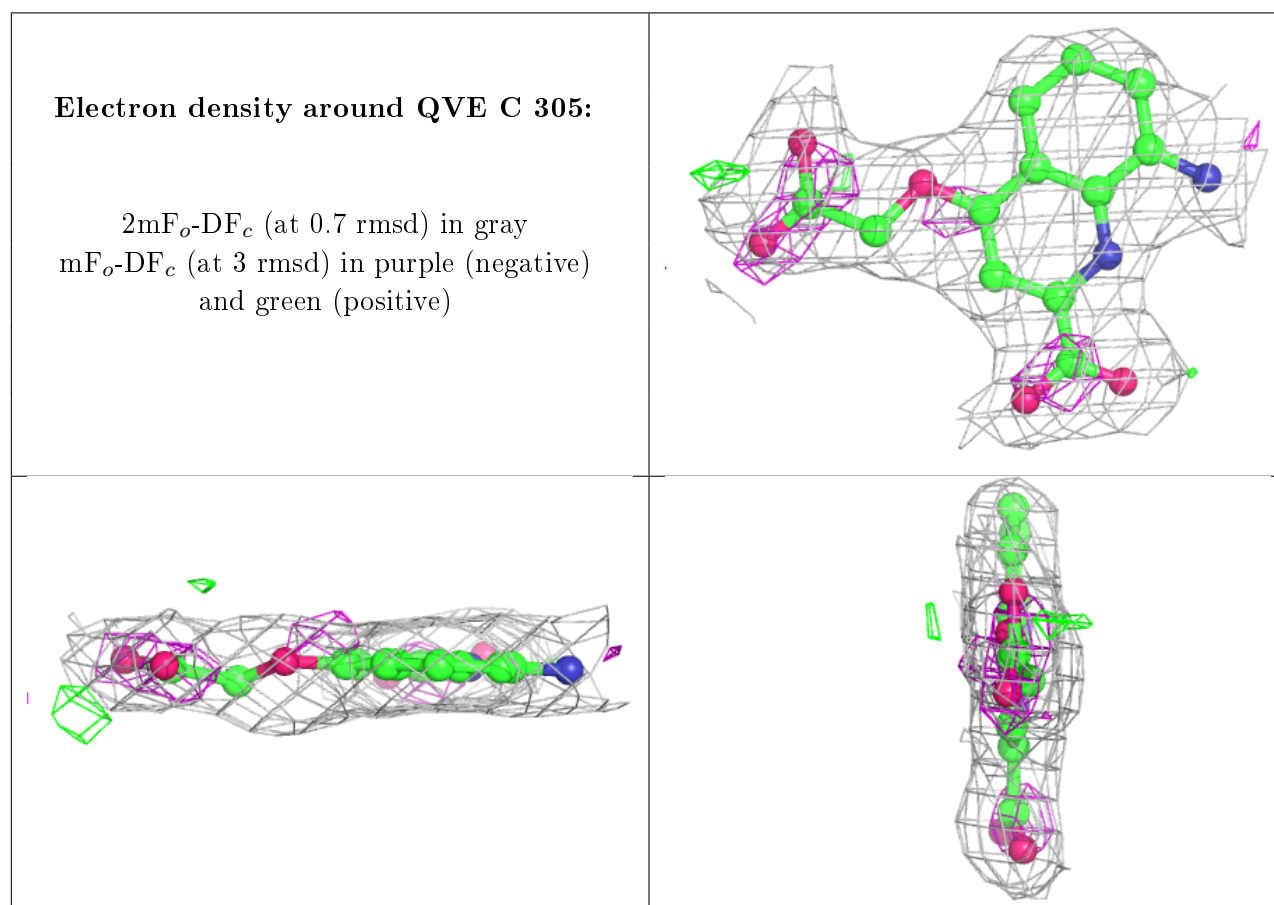 Electron density around QVE C 305:
2mFo-DFc (at 0.7 rmsd) in gray
mFo-DFc (at 3 rmsd) in purple (negative)
and green (positive)